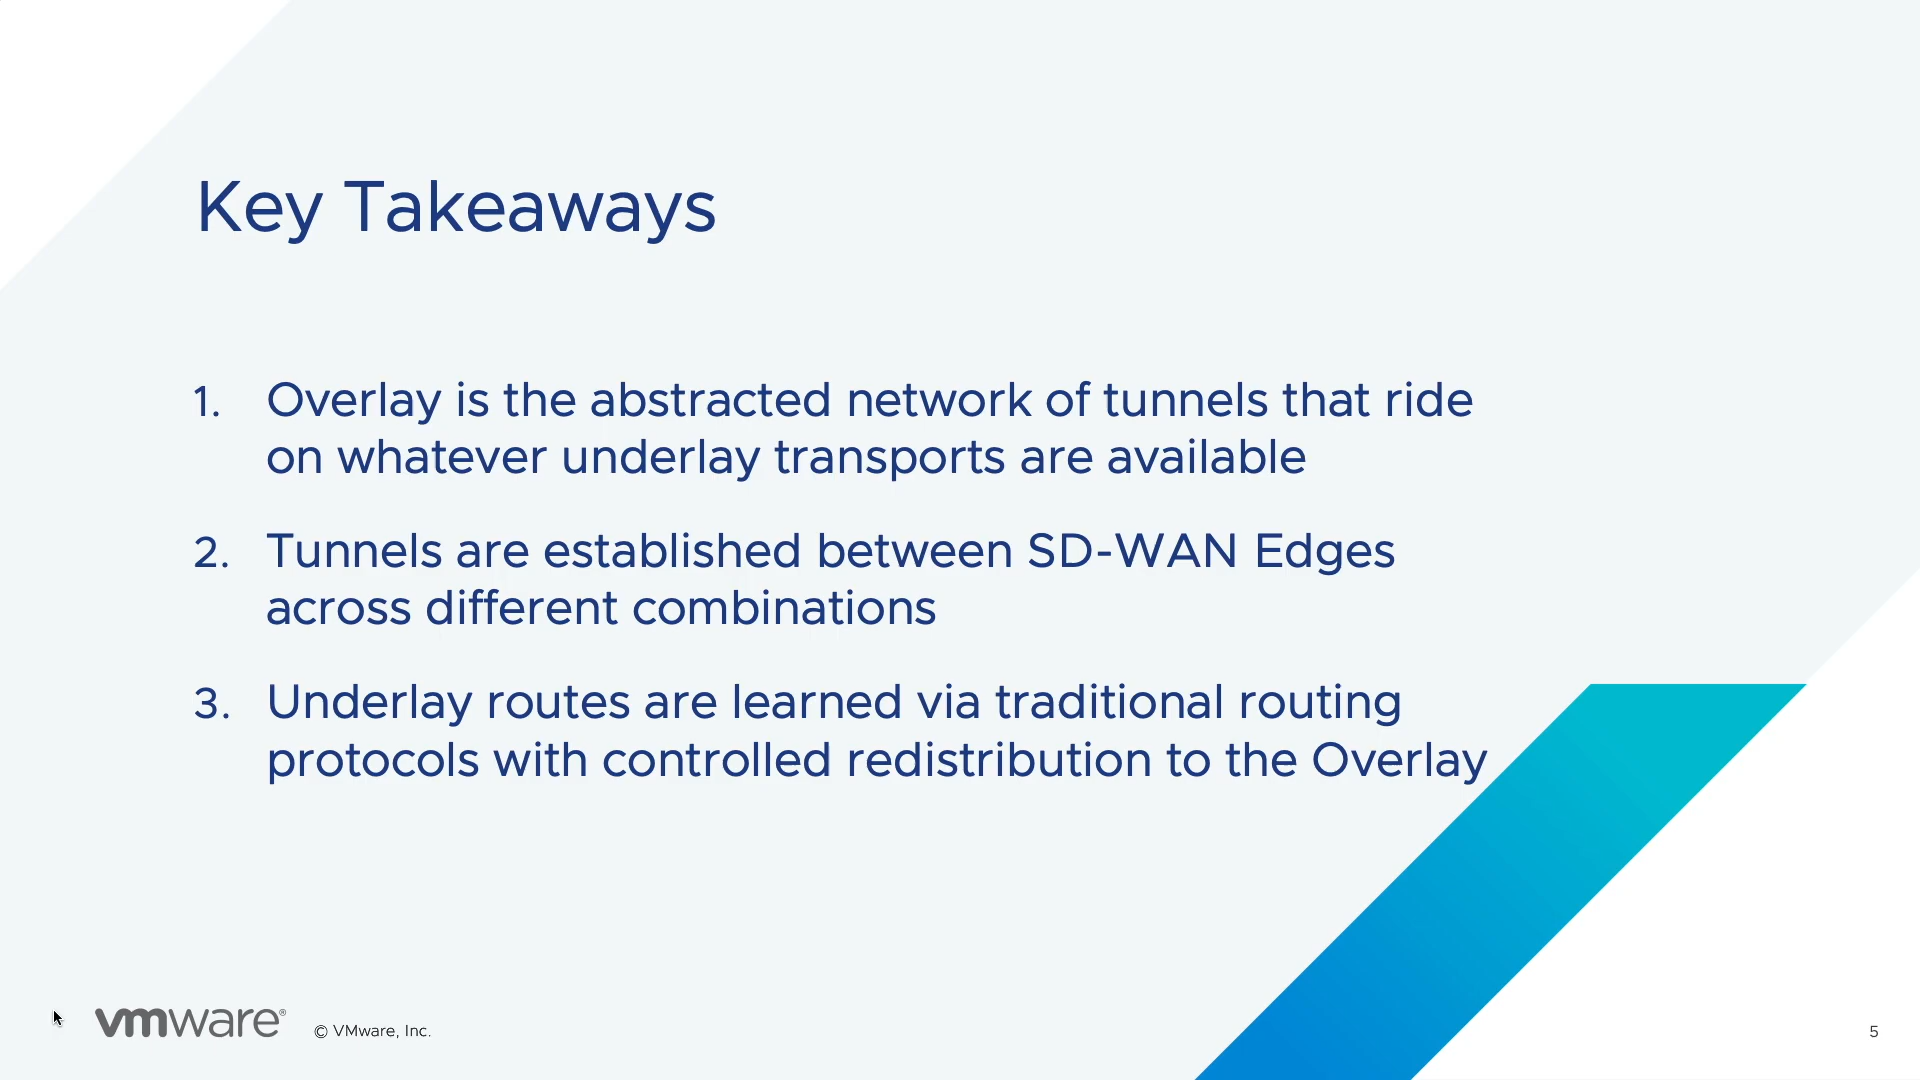 Key Takeaways
1. Overlay is the abstracted network of tunnels that ride
on whatever underlay transports are available
2. Tunnels are established between SD-WAN Edges
across different combinations
3. Underlay routes are learned via traditional routing
protocols with controlled redistribution to the Overlay
vmware® © VMware, Inc.
5